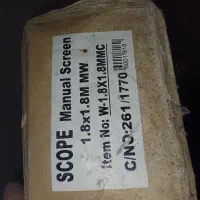 SCOPE Manual Screen
1.8x1.8M MW
Item No: W-1.8X1.8MMC
C/NO:261/1770